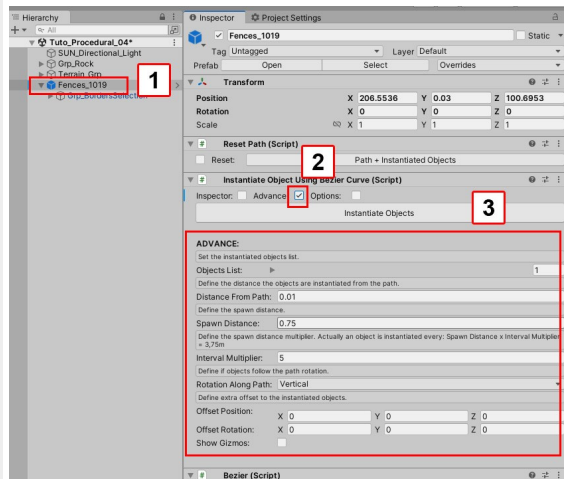 Hierarchy
All
Tuto_Procedural_04*
SUN_Directional_Light
Grp_Rock
Terrain_Grp
Fences_1019
Grp_BordersSelection
1
Inspector
Project Settings
Fences_1019
Static
Tag Untagged
Layer Default
Prefab Open Select Overrides
Transform
Position X 206.5536 Y 0.03 Z 100.6953
Rotation X 0 Y 0 Z 0
Scale X 1 Y 1 Z 1
# Reset Path (Script)
Reset: Path + Instantiated Objects
2
# Instantiate Object Using Bezier Curve (Script)
Inspector: Advance Options:
Instantiate Objects
3
ADVANCE:
Set the instantiated objects list.
Objects List: 1
Define the distance the objects are instantiated from the path.
Distance From Path: 0.01
Define the spawn distance.
Spawn Distance: 0.75
Define the spawn distance multiplier. Actually an object is instantiated every: Spawn Distance x Interval Multiplier
= 3,75m
Interval Multiplier: 5
Define if objects follow the path rotation.
Rotation Along Path: Vertical
Define extra offset to the instantiated objects.
Offset Position: X 0 Y 0 Z 0
Offset Rotation: X 0 Y 0 Z 0
Show Gizmos:
# Bezier (Script)